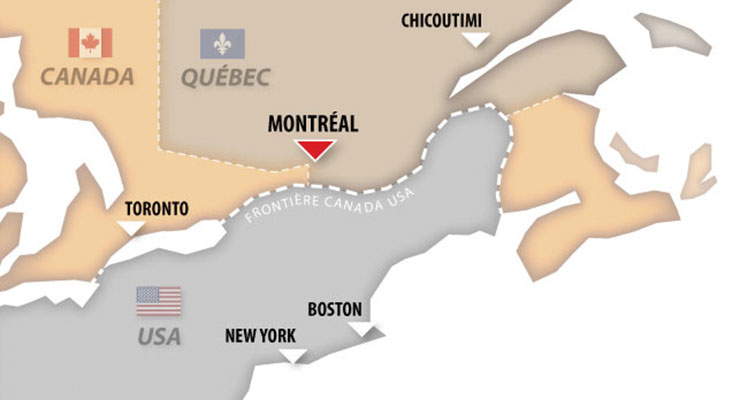 CHICOUTIMI
CANADA
QUÉBEC
MONTRÉAL
TORONTO
FRONTIÈRE CANADA USA
USA
BOSTON
NEW YORK